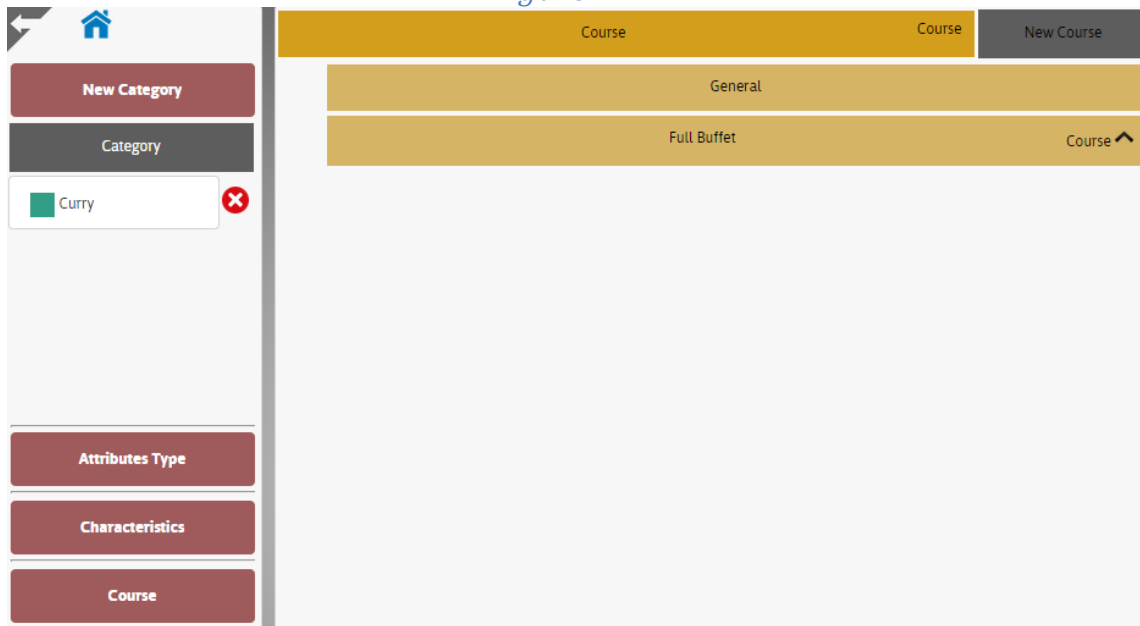 Course
Course
New Course
New Category
General
Category
Full Buffet
Course
Curry
Attributes Type
Characteristics
Course